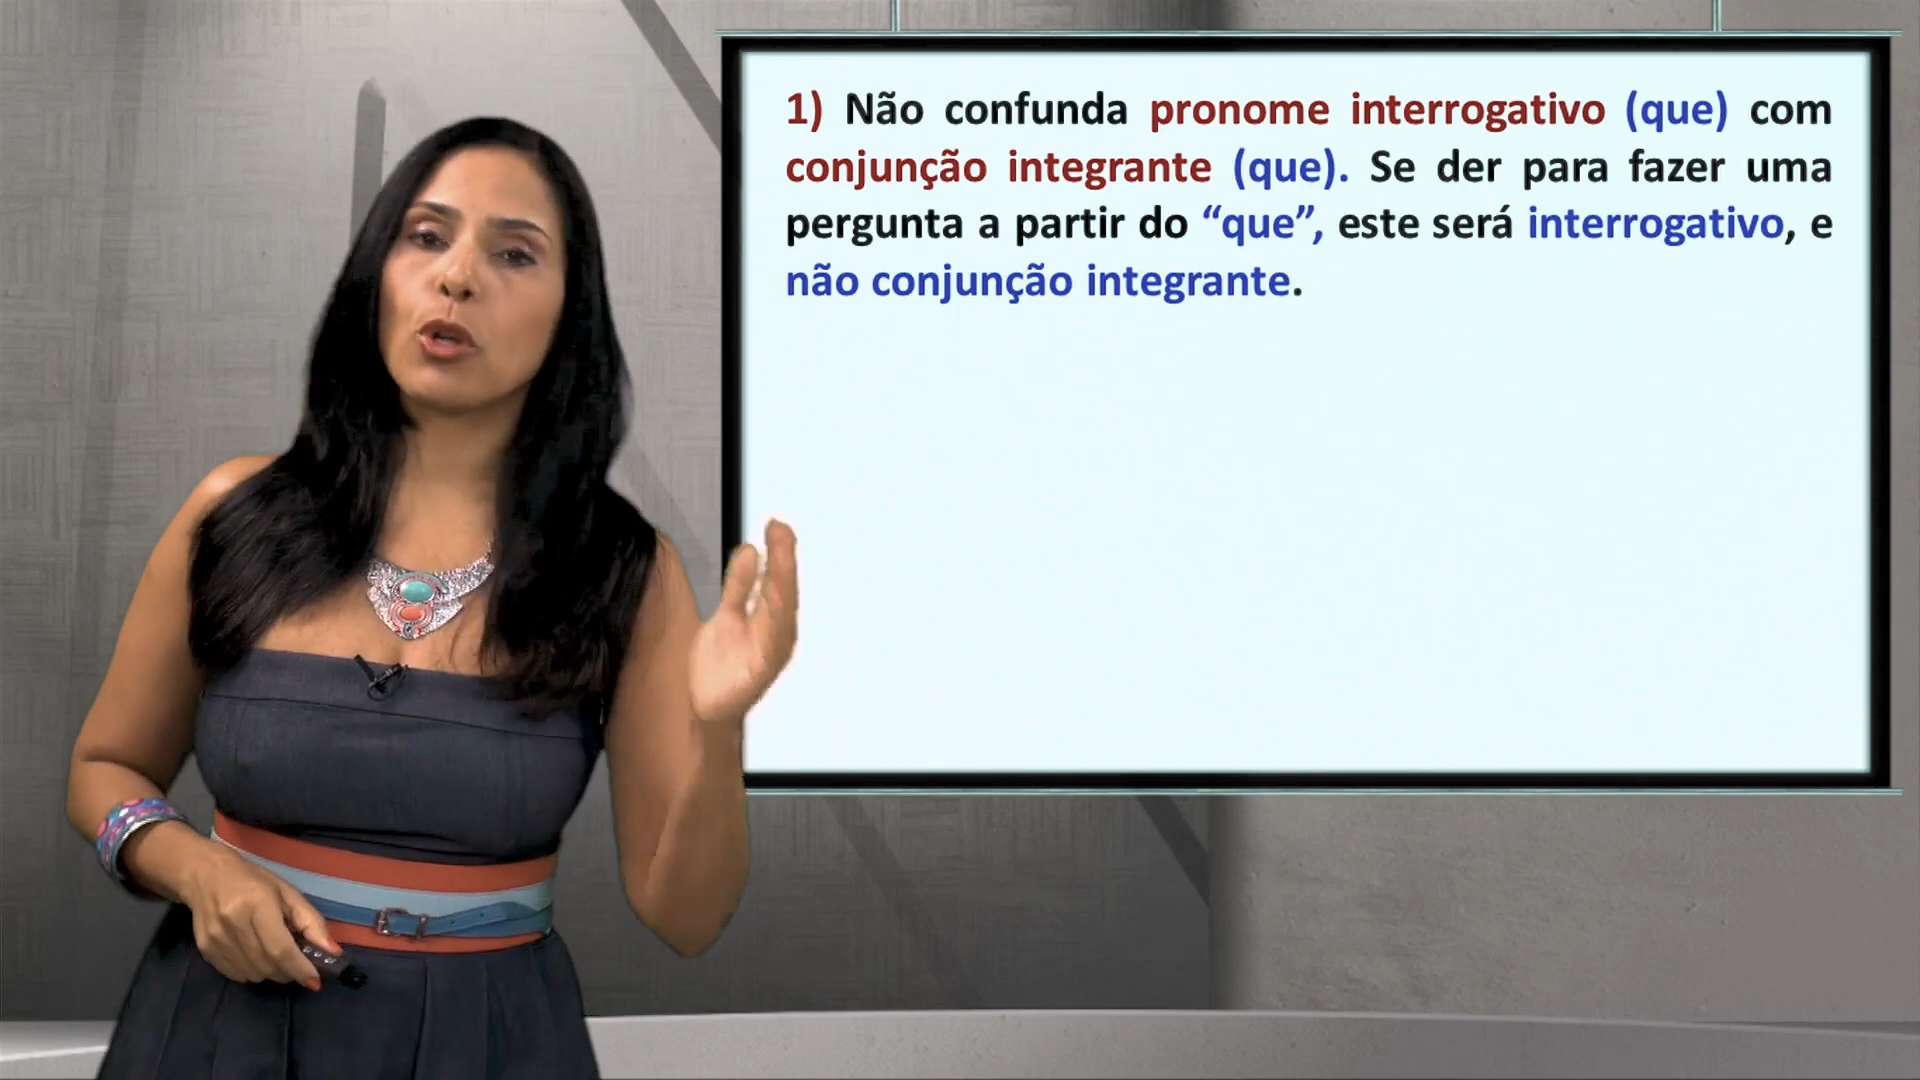 1) Não confunda pronome interrogativo (que) com
conjunção integrante (que). Se der para fazer uma
pergunta a partir do “que”, este será interrogativo, e
não conjunção integrante.